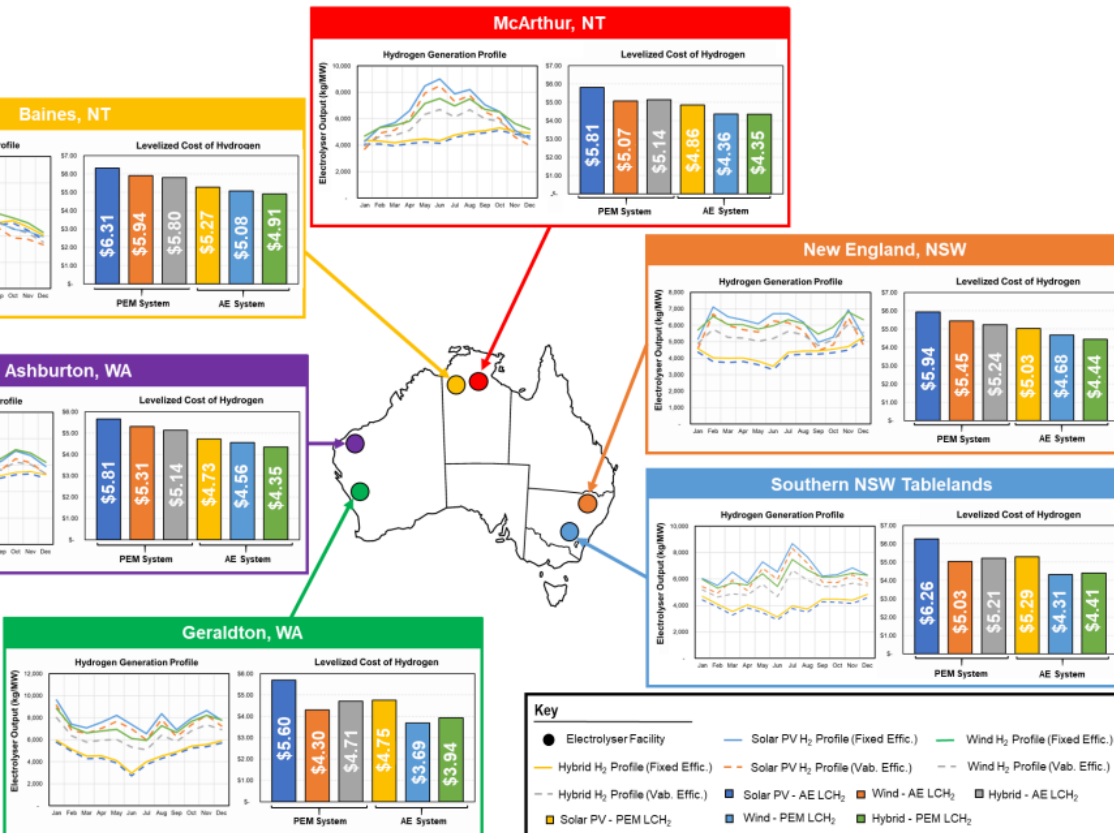 McArthur, NT
Hydrogen Generation Profile
Levelized Cost of Hydrogen
Electrolyser Output (kg/MW)
10,000
8,000
6,000
4,000
2,000
-
Jan Feb Mar Apr May Jun Jul Aug Sep Oct Nov Dec
$7.00
$6.00
$5.00
$4.00
$3.00
$2.00
$1.00
$-
$5.81 $5.07 $5.14 $4.86 $4.36 $4.35
PEM System AE System
Baines, NT
ofile
Levelized Cost of Hydrogen
p Oct Nov Dec
$7.00
$6.00
$5.00
$4.00
$3.00
$2.00
$1.00
$-
$6.31 $5.94 $5.80 $5.27 $5.08 $4.91
PEM System AE System
New England, NSW
Hydrogen Generation Profile
Levelized Cost of Hydrogen
Electrolyser Output (kg/MW)
8,000
7,000
6,000
5,000
4,000
3,000
2,000
1,000
-
Jan Feb Mar Apr May Jun Jul Aug Sep Oct Nov Dec
$7.00
$6.00
$5.00
$4.00
$3.00
$2.00
$1.00
$-
$5.94 $5.45 $5.24 $5.03 $4.68 $4.44
PEM System AE System
Ashburton, WA
rofile
Levelized Cost of Hydrogen
ep Oct Nov Dec
$6.00
$5.00
$4.00
$3.00
$2.00
$1.00
$-
$5.81 $5.31 $5.14 $4.73 $4.56 $4.35
PEM System AE System
Southern NSW Tablelands
Hydrogen Generation Profile
Levelized Cost of Hydrogen
Electrolyser Output (kg/MW)
10,000
8,000
6,000
4,000
2,000
-
Jan Feb Mar Apr May Jun Jul Aug Sep Oct Nov Dec
$7.00
$6.00
$5.00
$4.00
$3.00
$2.00
$1.00
$-
$6.26 $5.03 $5.21 $5.29 $4.31 $4.41
PEM System AE System
Geraldton, WA
Hydrogen Generation Profile
Levelized Cost of Hydrogen
Electrolyser Output (kg/MW)
12,000
10,000
8,000
6,000
4,000
2,000
-
Jan Feb Mar Apr May Jun Jul Aug Sep Oct Nov Dec
$6.00
$5.00
$4.00
$3.00
$2.00
$1.00
$-
$5.60 $4.30 $4.71 $4.75 $3.69 $3.94
PEM System AE System
Key
Electrolyser Facility Solar PV H₂ Profile (Fixed Effic.) Wind H₂ Profile (Fixed Effic.)
Hybrid H₂ Profile (Fixed Effic.) Solar PV H₂ Profile (Vab. Effic.) Wind H₂ Profile (Vab. Effic.)
Hybrid H₂ Profile (Vab. Effic.) Solar PV - AE LCH₂ Wind - AE LCH₂ Hybrid - AE LCH₂
Solar PV - PEM LCH₂ Wind - PEM LCH₂ Hybrid - PEM LCH₂